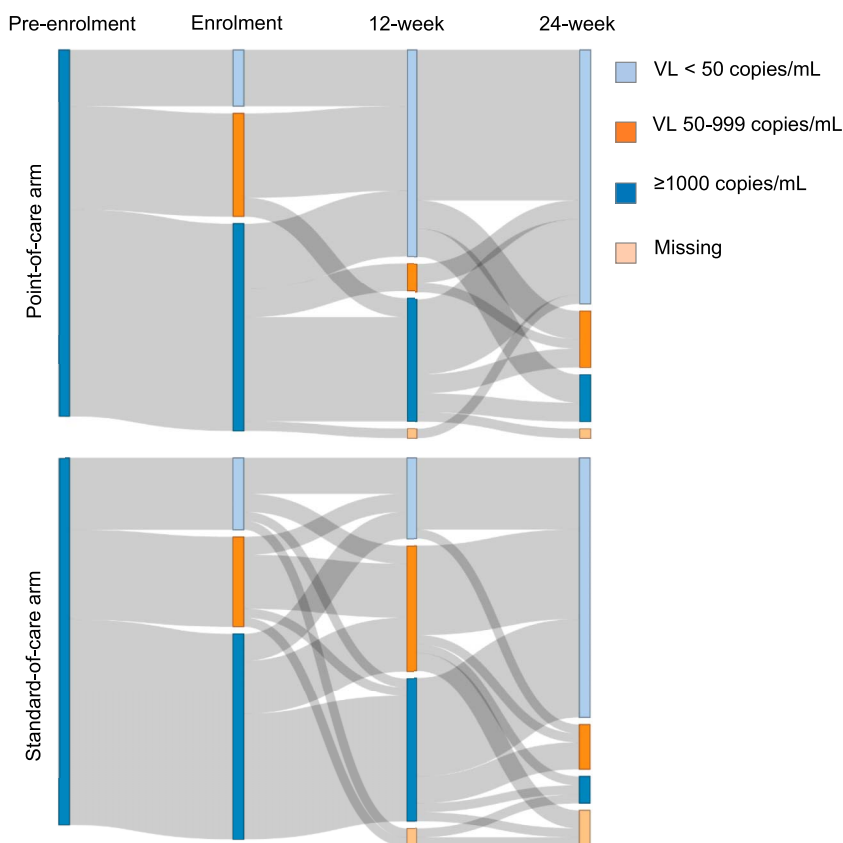 Pre-enrolment Enrolment 12-week 24-week
VL < 50 copies/mL
VL 50-999 copies/mL
≥1000 copies/mL
Missing
Point-of-care arm
Standard-of-care arm